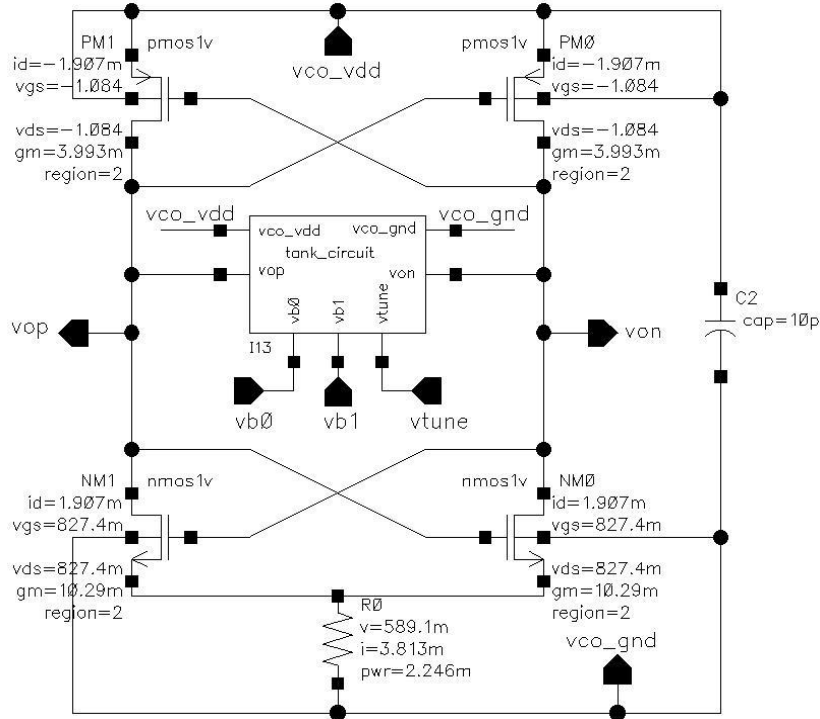 PM1
pmos1v
id=-1.907m
vgs=-1.084
vds=-1.084
gm=3.993m
region=2
vco_vdd
pmos1v
PM0
id=-1.907m
vgs=-1.084
vds=-1.084
gm=3.993m
region=2
vco_vdd
vco_gnd
vco_vdd
vco_gnd
tank_circuit
vop
von
vb0
vb1
vtune
I13
vop
von
vb0
vb1
vtune
C2
cap=10p
NM1
nmos1v
id=1.907m
vgs=827.4m
vds=827.4m
gm=10.29m
region=2
nmos1v
NM0
id=1.907m
vgs=827.4m
vds=827.4m
gm=10.29m
region=2
R0
v=589.1m
i=3.813m
pwr=2.246m
vco_gnd